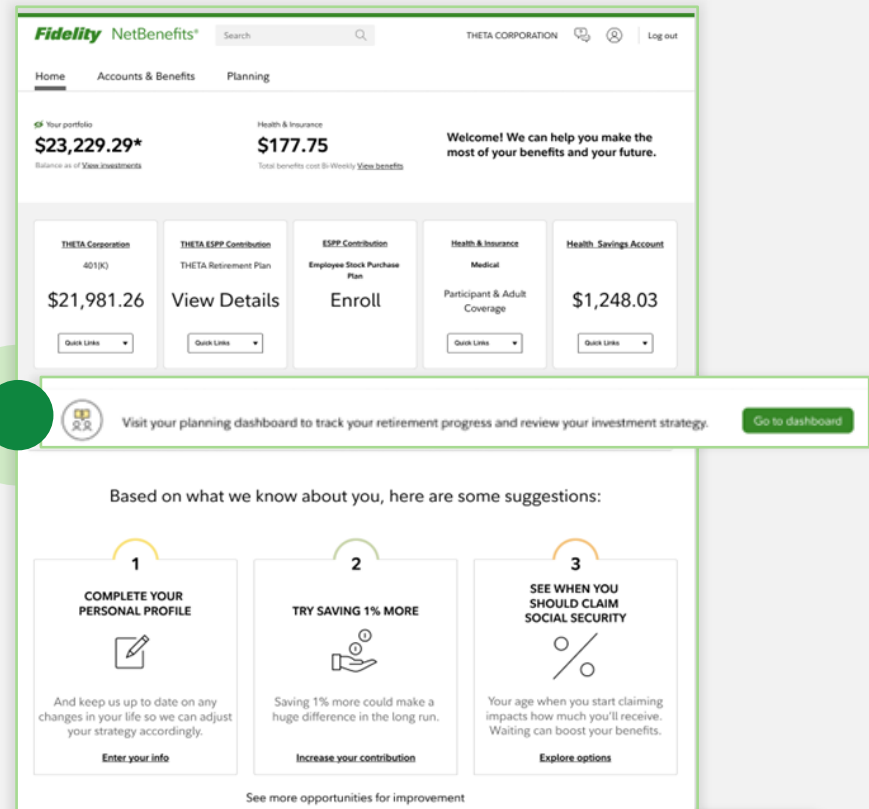 Fidelity NetBenefits® Search THETA CORPORATION Log out
Home Accounts & Benefits Planning
Your portfolio
$23,229.29*
Balance as of View investments
Health & Insurance
$177.75
Total benefits cost Bi-Weekly View benefits
Welcome! We can help you make the
most of your benefits and your future.
THETA Corporation
401(K)
$21,981.26
Quick Links
THETA ESPP Contribution
THETA Retirement Plan
View Details
Quick Links
ESPP Contribution
Employee Stock Purchase
Plan
Enroll
Health & Insurance
Medical
Participant & Adult
Coverage
Quick Links
Health Savings Account
$1,248.03
Quick Links
Visit your planning dashboard to track your retirement progress and review your investment strategy. Go to dashboard
Based on what we know about you, here are some suggestions:
1
COMPLETE YOUR
PERSONAL PROFILE
And keep us up to date on any
changes in your life so we can adjust
your strategy accordingly.
Enter your info
2
TRY SAVING 1% MORE
Saving 1% more could make a
huge difference in the long run.
Increase your contribution
3
SEE WHEN YOU
SHOULD CLAIM
SOCIAL SECURITY
Your age when you start claiming
impacts how much you'll receive.
Waiting can boost your benefits.
Explore options
See more opportunities for improvement